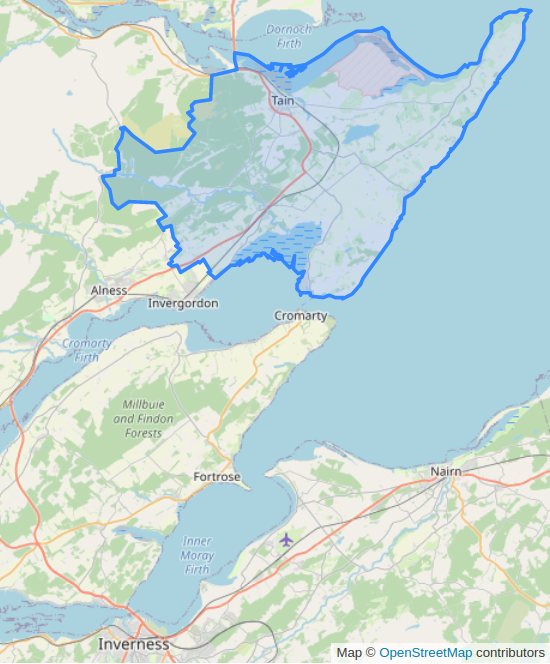 Dornoch
Firth
Tain
Alness
Invergordon
Cromarty
Cromarty
Firth
Millbuie
and Findon
Forests
Fortrose
Nairn
Inner
Moray
Firth
Inverness
Map © OpenStreetMap contributors